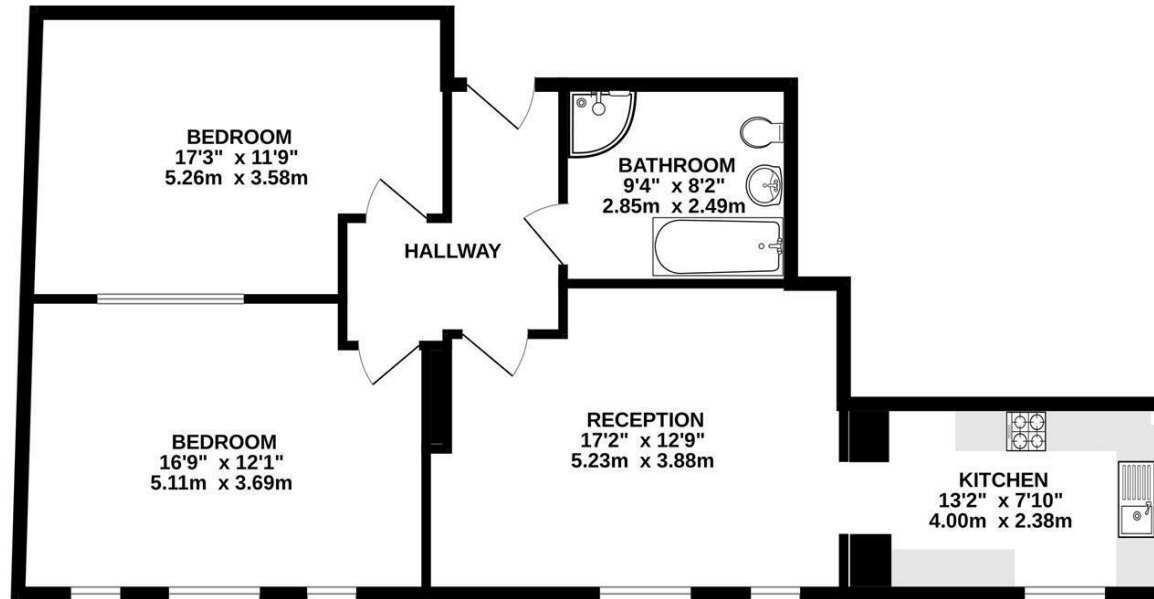 BEDROOM
17'3" x 11'9"
5.26m x 3.58m
BATHROOM
9'4" x 8'2"
2.85m x 2.49m
HALLWAY
BEDROOM
16'9" x 12'1"
5.11m x 3.69m
RECEPTION
17'2" x 12'9"
5.23m x 3.88m
KITCHEN
13'2" x 7'10"
4.00m x 2.38m